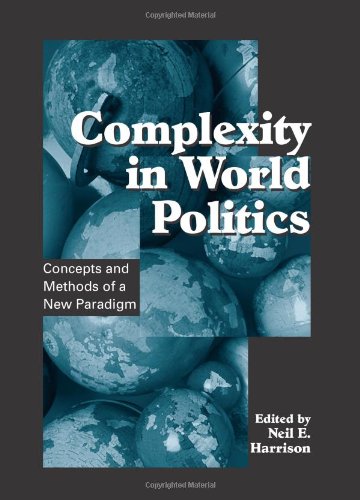 Copyrighted Material
Complexity
in World
Politics
Concepts and
Methods of a
New Paradigm
Edited by
Neil E.
Harrison
Copyrighted Material